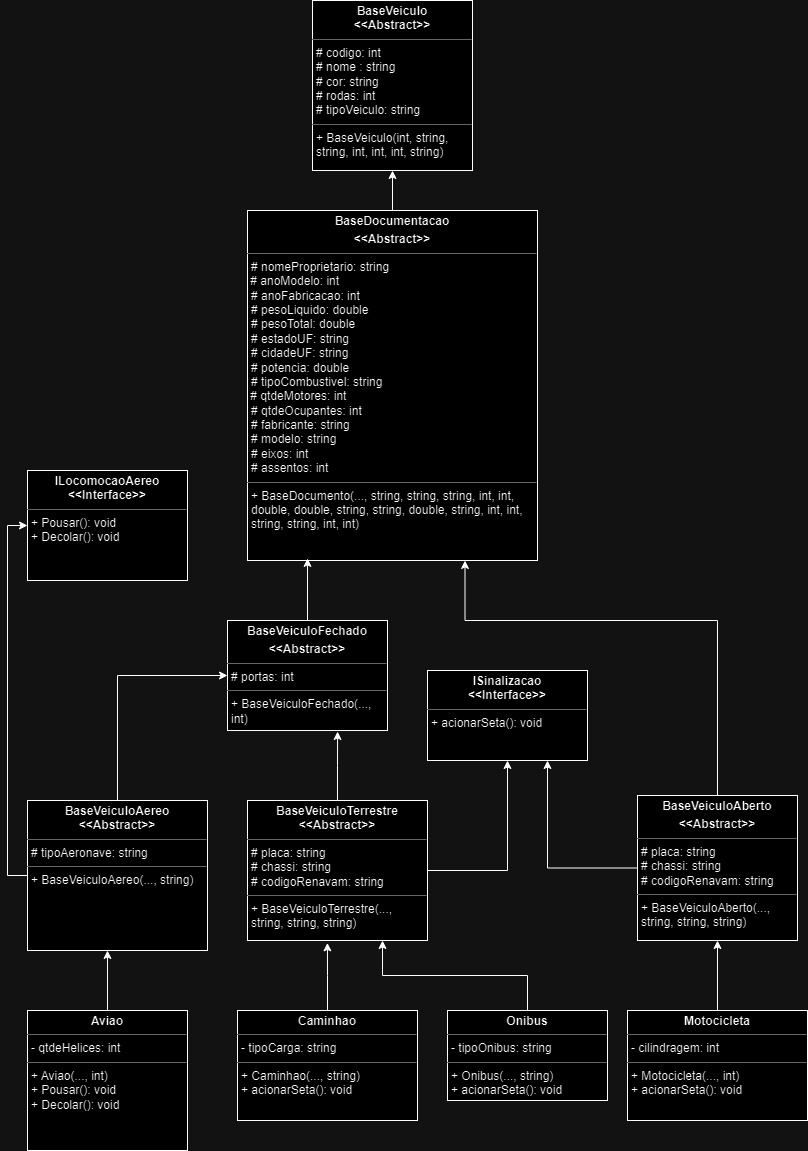 BaseVeiculo
<<Abstract>>
# codigo: int
# nome : string
# cor: string
# rodas: int
# tipoVeiculo: string
+ BaseVeiculo(int, string,
string, int, int, int, string)
BaseDocumentacao
<<Abstract>>
# nomeProprietario: string
# anoModelo: int
# anoFabricacao: int
# pesoLiquido: double
# pesoTotal: double
# estadoUF: string
# cidadeUF: string
# potencia: double
# tipoCombustivel: string
# qtdeMotores: int
# qtdeOcupantes: int
# fabricante: string
# modelo: string
# eixos: int
# assentos: int
+ BaseDocumento(..., string, string, string, int, int,
double, double, string, string, double, string, int, int,
string, string, int, int)
ILocomocaoAereo
<<Interface>>
+ Pousar(): void
+ Decolar(): void
BaseVeiculoFechado
<<Abstract>>
# portas: int
+ BaseVeiculoFechado(...,
int)
ISinalizacao
<<Interface>>
+ acionarSeta(): void
BaseVeiculoAereo
<<Abstract>>
# tipoAeronave: string
+ BaseVeiculoAereo(..., string)
BaseVeiculoTerrestre
<<Abstract>>
# placa: string
# chassi: string
# codigoRenavam: string
+ BaseVeiculoTerrestre(...,
string, string, string)
BaseVeiculoAberto
<<Abstract>>
# placa: string
# chassi: string
# codigoRenavam: string
+ BaseVeiculoAberto(...,
string, string, string)
Aviao
- qtdeHelices: int
+ Aviao(..., int)
+ Pousar(): void
+ Decolar(): void
Caminhao
- tipoCarga: string
+ Caminhao(..., string)
+ acionarSeta(): void
Onibus
- tipoOnibus: string
+ Onibus(..., string)
+ acionarSeta(): void
Motocicleta
- cilindragem: int
+ Motocicleta(..., int)
+ acionarSeta(): void